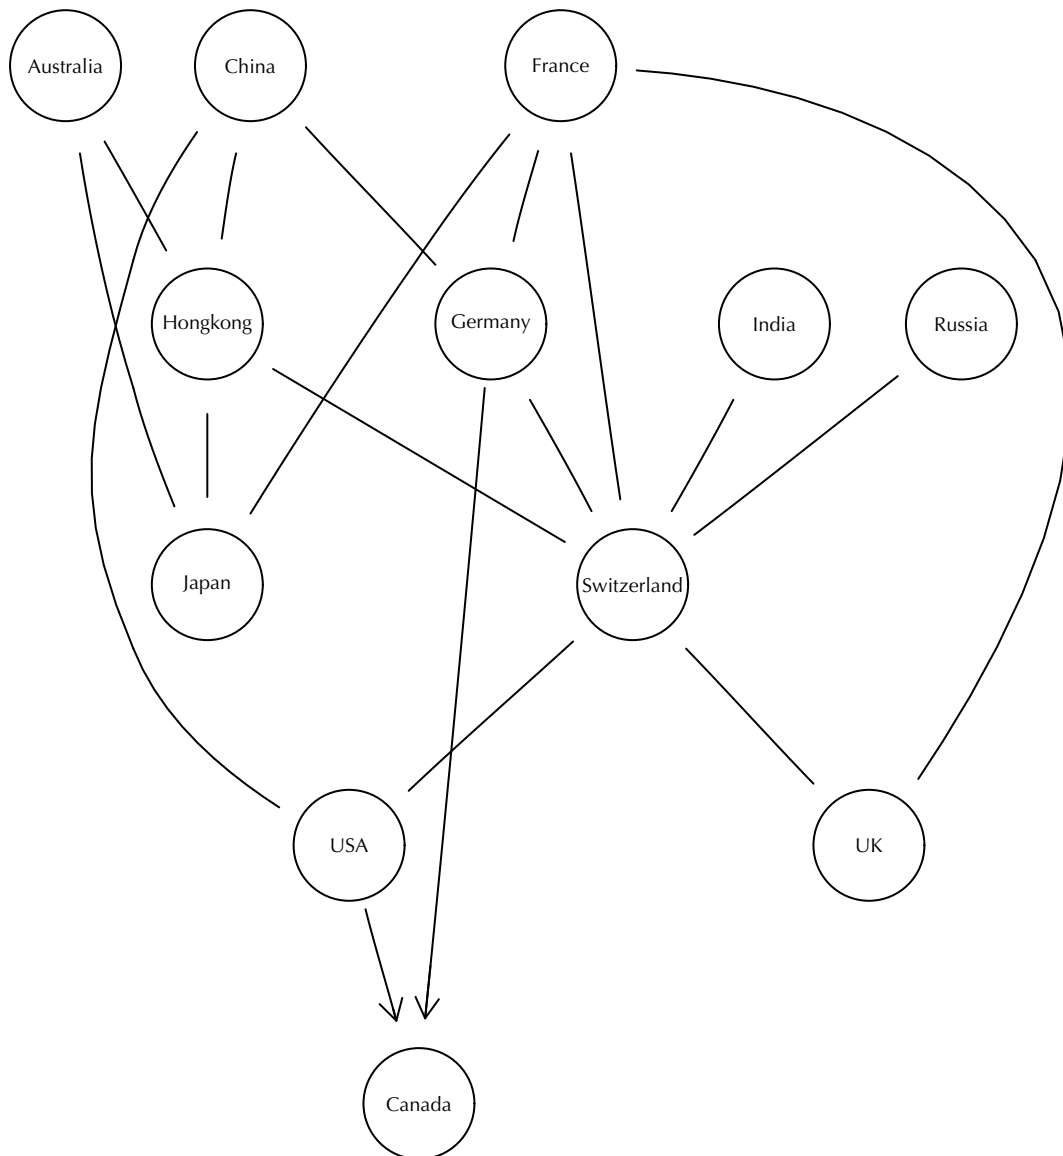 Australia
China
France
Hongkong
Germany
India
Russia
Japan
Switzerland
USA
UK
Canada